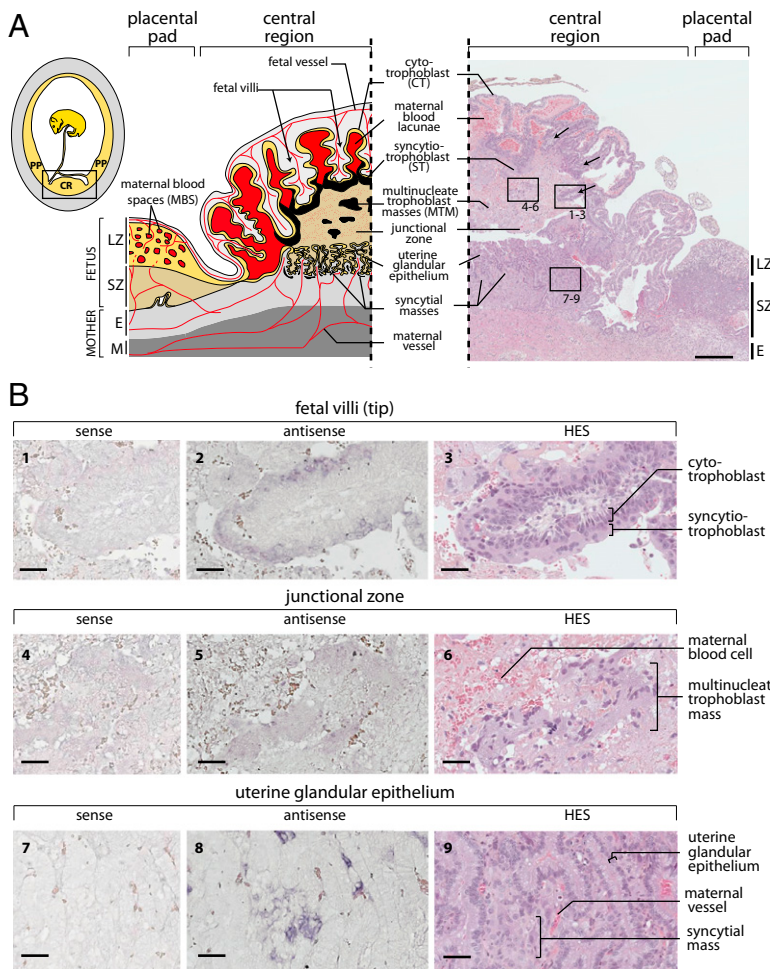 A
placental
pad
central
region
central
region
placental
pad
fetal vessel
fetal villi
PP
PP
CR
maternal blood
spaces (MBS)
FETUS
MOTHER
LZ
SZ
E
M
cyto-
trophoblast
(CT)
maternal
blood
lacunae
syncytio-
trophoblast
(ST)
multinucleate
trophoblast
masses (MTM)
junctional
zone
uterine
glandular
epithelium
syncytial
masses
maternal
vessel
4-6
1-3
7-9
LZ
SZ
E
B
fetal villi (tip)
sense
antisense
HES
1
2
3
cyto-
trophoblast
syncytio-
trophoblast
junctional zone
sense
antisense
HES
4
5
6
maternal
blood cell
multinucleate
trophoblast
mass
uterine glandular epithelium
sense
antisense
HES
7
8
9
uterine
glandular
epithelium
maternal
vessel
syncytial
mass